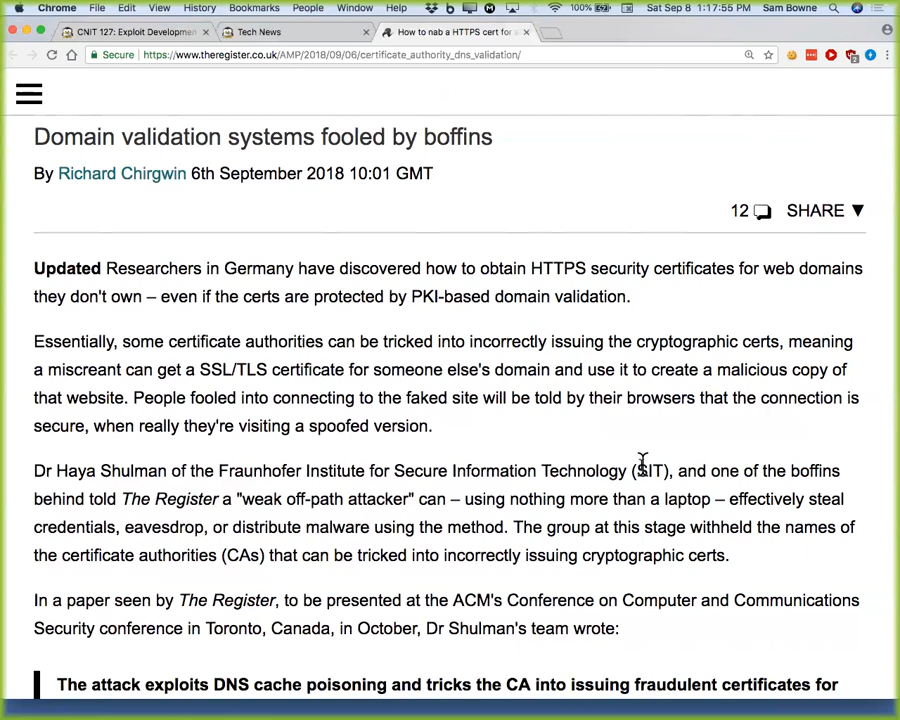 Chrome File Edit View History Bookmarks People Window Help 100% Sat Sep 8 1:17:55 PM Sam Bowne
CNIT 127: Exploit Developmen × Tech News × How to nab a HTTPS cert for ×
Secure https://www.theregister.co.uk/AMP/2018/09/06/certificate_authority_dns_validation/
Domain validation systems fooled by boffins
By Richard Chirgwin 6th September 2018 10:01 GMT
12 SHARE ▼
Updated Researchers in Germany have discovered how to obtain HTTPS security certificates for web domains
they don't own – even if the certs are protected by PKI-based domain validation.
Essentially, some certificate authorities can be tricked into incorrectly issuing the cryptographic certs, meaning
a miscreant can get a SSL/TLS certificate for someone else's domain and use it to create a malicious copy of
that website. People fooled into connecting to the faked site will be told by their browsers that the connection is
secure, when really they're visiting a spoofed version.
Dr Haya Shulman of the Fraunhofer Institute for Secure Information Technology (SIT), and one of the boffins
behind told The Register a "weak off-path attacker" can – using nothing more than a laptop – effectively steal
credentials, eavesdrop, or distribute malware using the method. The group at this stage withheld the names of
the certificate authorities (CAs) that can be tricked into incorrectly issuing cryptographic certs.
In a paper seen by The Register, to be presented at the ACM's Conference on Computer and Communications
Security conference in Toronto, Canada, in October, Dr Shulman's team wrote:
The attack exploits DNS cache poisoning and tricks the CA into issuing fraudulent certificates for